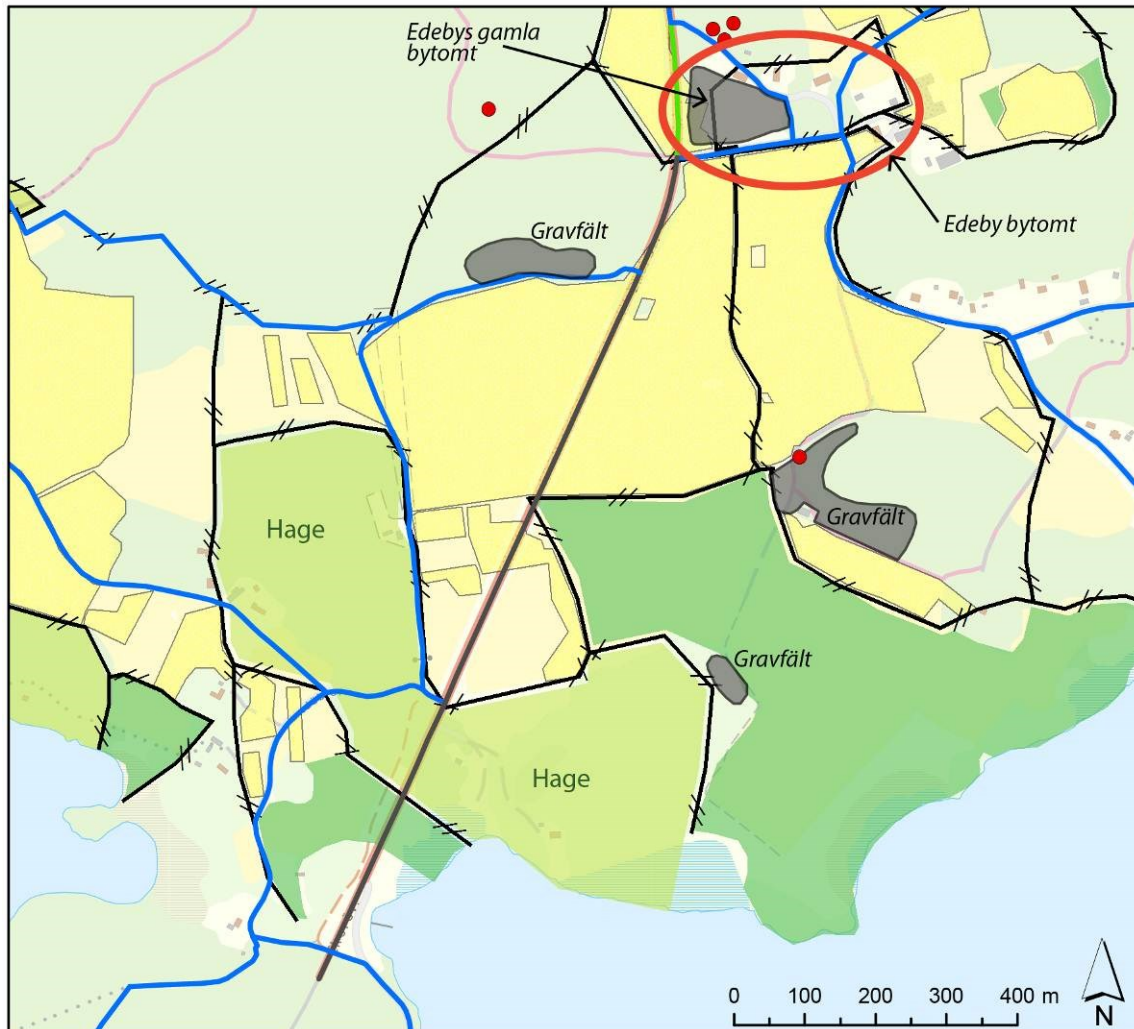 Edebys gamla
bytomt
Gravfält
Edeby bytomt
Hage
Gravfält
Gravfält
Hage
0 100 200 300 400 m
N